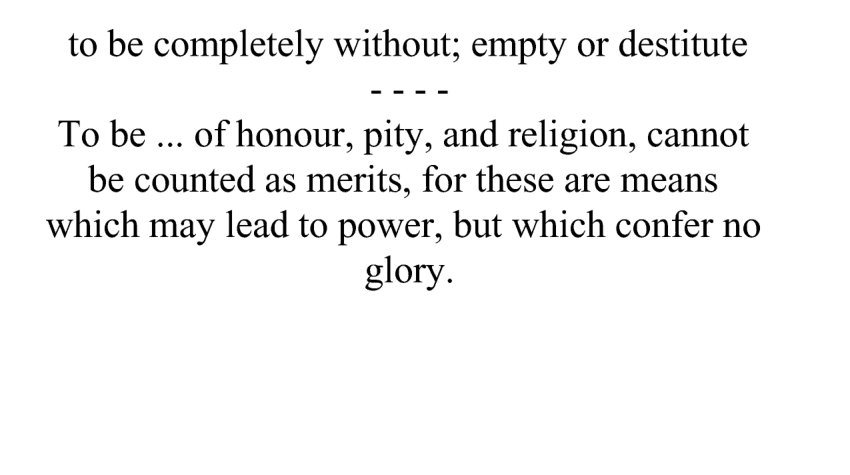 to be completely without; empty or destitute
- - - -
To be ... of honour, pity, and religion, cannot
be counted as merits, for these are means
which may lead to power, but which confer no
glory.